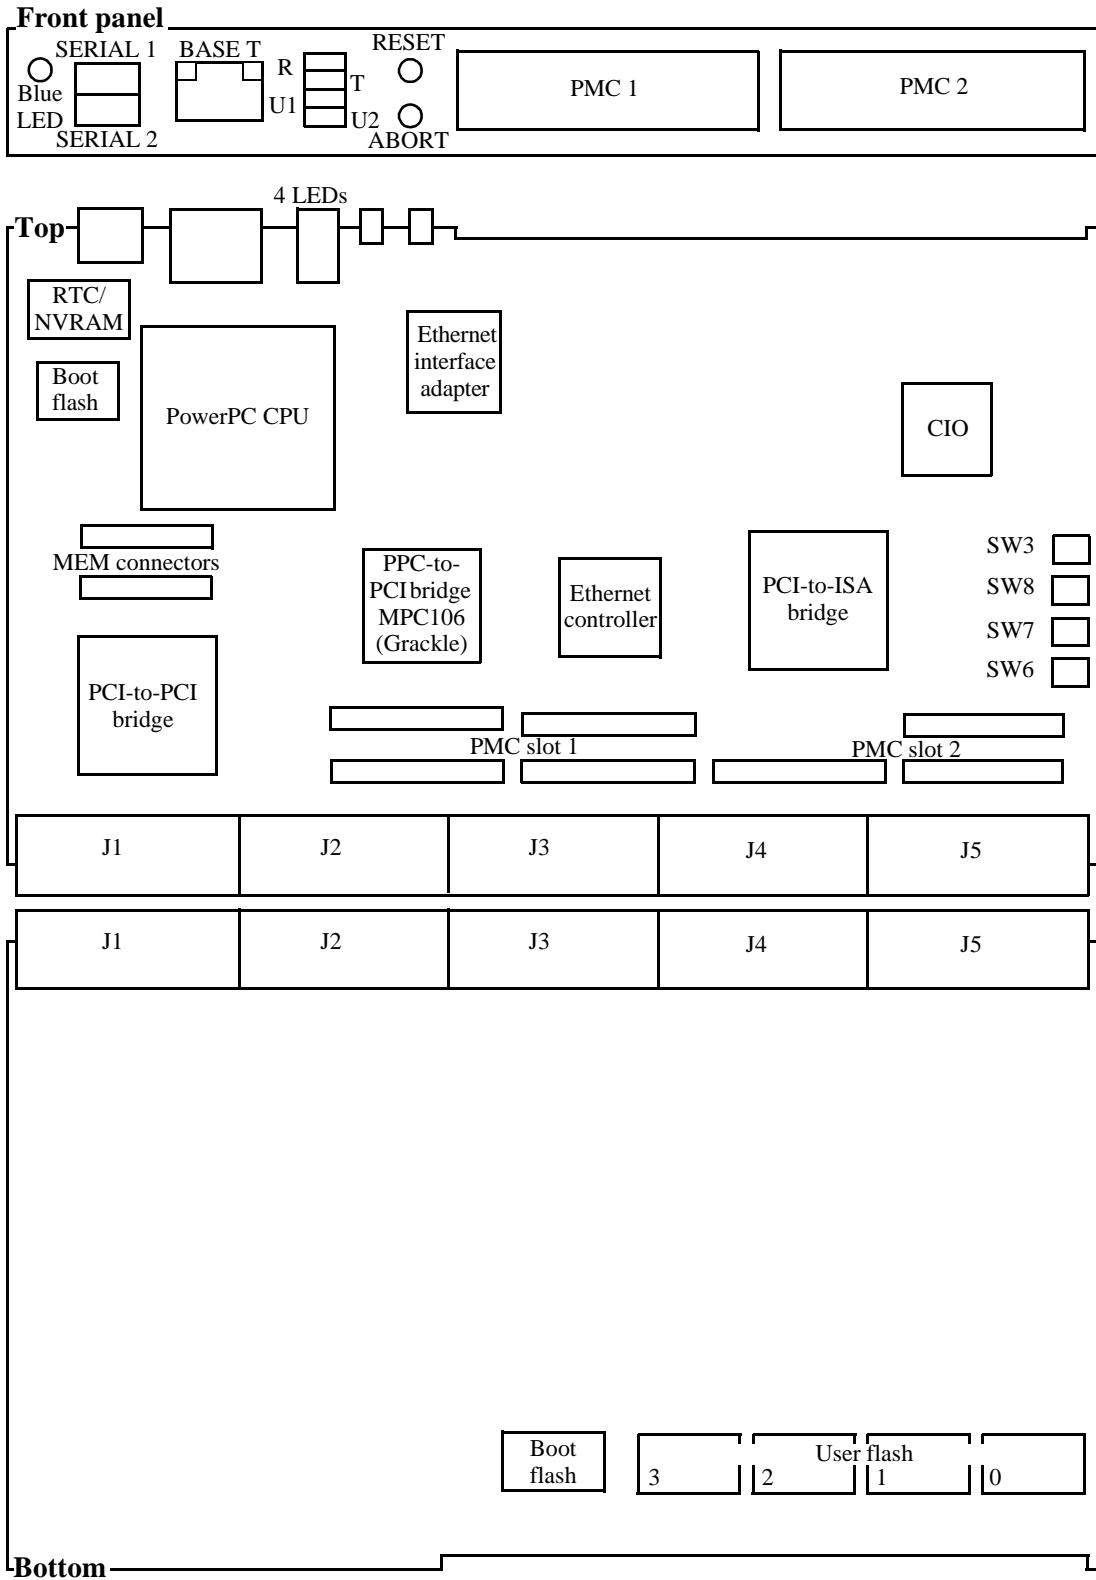 Front panel
SERIAL 1
BASE T
RESET
R
T
Blue
LED
U1
U2
PMC 1
PMC 2
SERIAL 2
ABORT
4 LEDs
Top
RTC/
NVRAM
Boot
flash
PowerPC CPU
Ethernet
interface
adapter
CIO
MEM connectors
PPC-to-
PCI bridge
MPC106
(Grackle)
Ethernet
controller
PCI-to-ISA
bridge
SW3
SW8
SW7
SW6
PCI-to-PCI
bridge
PMC slot 1
PMC slot 2
J1
J2
J3
J4
J5
J1
J2
J3
J4
J5
Boot
flash
User flash
3
2
1
0
Bottom